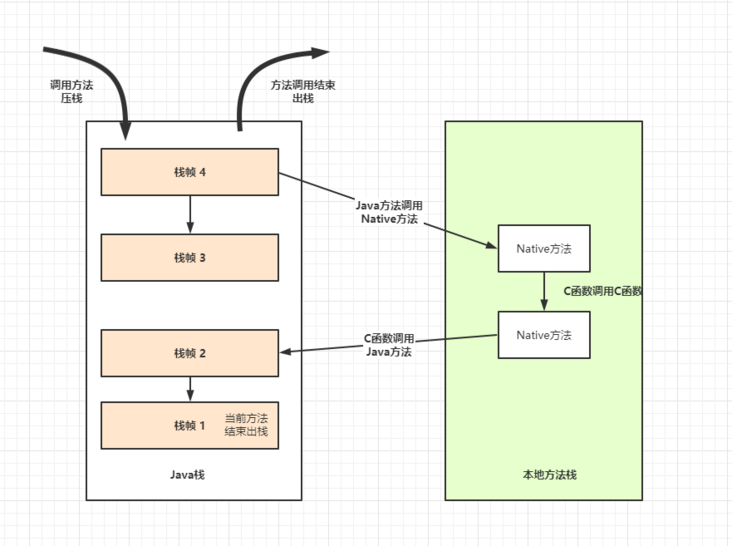 调用方法
压栈
方法调用结束
出栈
栈帧 4
Java方法调用
Native方法
栈帧 3
Native方法
C函数调用C函数
Native方法
C函数调用
Java方法
栈帧 2
栈帧 1
当前方法
结束出栈
Java栈
本地方法栈